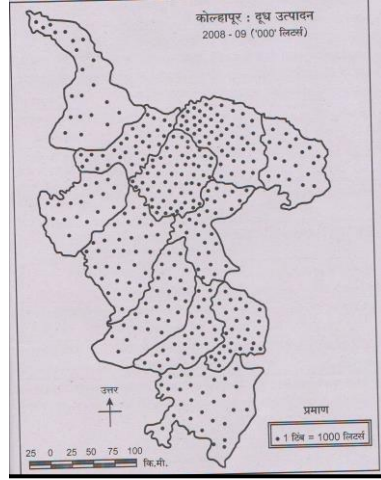 कोल्हापूर : दूध उत्पादन
2008 - 09 ('000' लिटर्स)
उत्तर
प्रमाण
• 1 टिंब = 1000 लिटर्स
25 0 25 50 75 100
कि.मी.